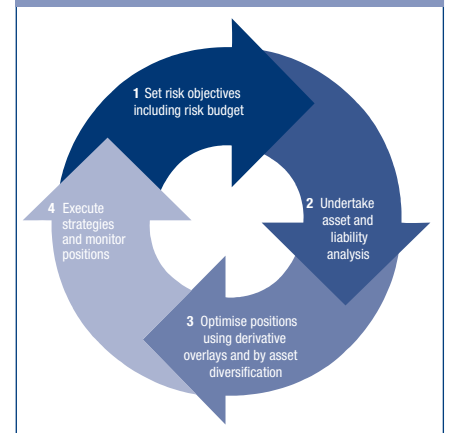 1 Set risk objectives
including risk budget
2 Undertake
asset and
liability
analysis
3 Optimise positions
using derivative
overlays and by asset
diversification
4 Execute
strategies
and monitor
positions